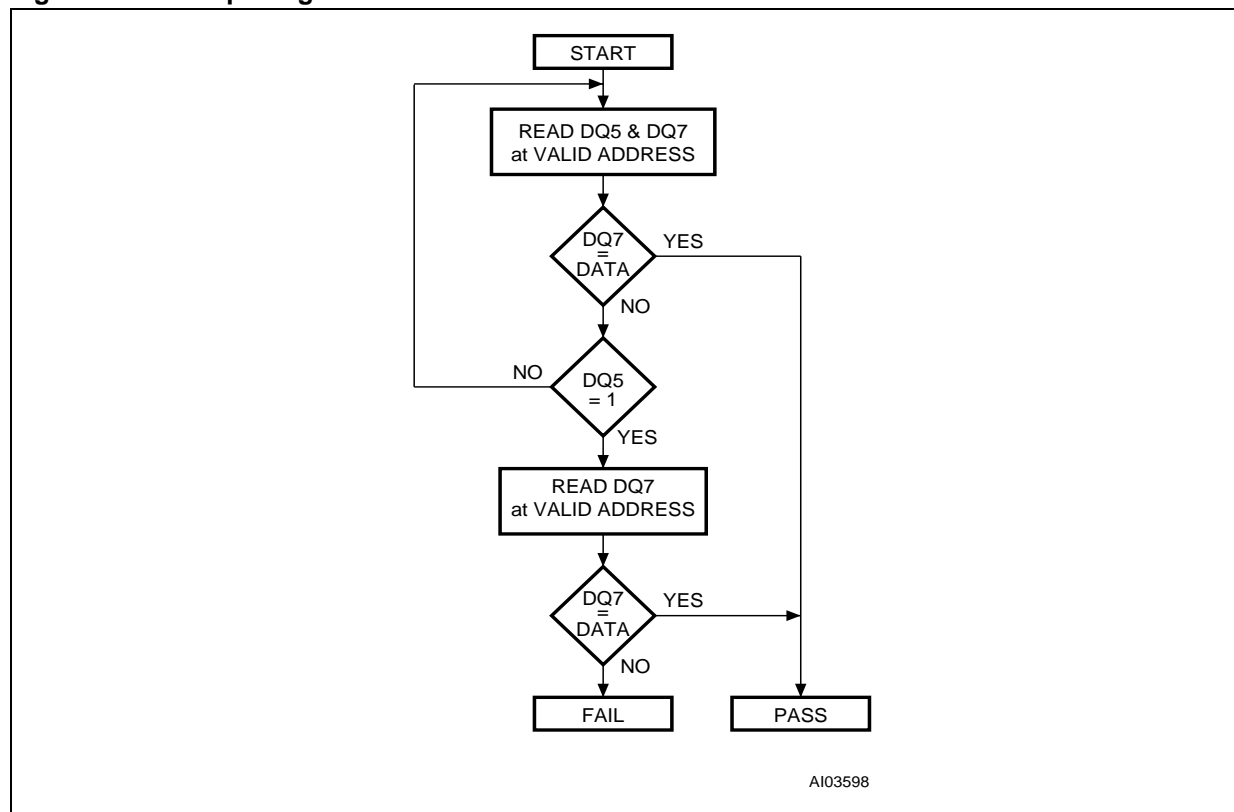 START
READ DQ5 & DQ7
at VALID ADDRESS
DQ7
=
DATA
YES
NO
NO
DQ5
= 1
YES
READ DQ7
at VALID ADDRESS
DQ7
=
DATA
YES
NO
FAIL
PASS
AI03598